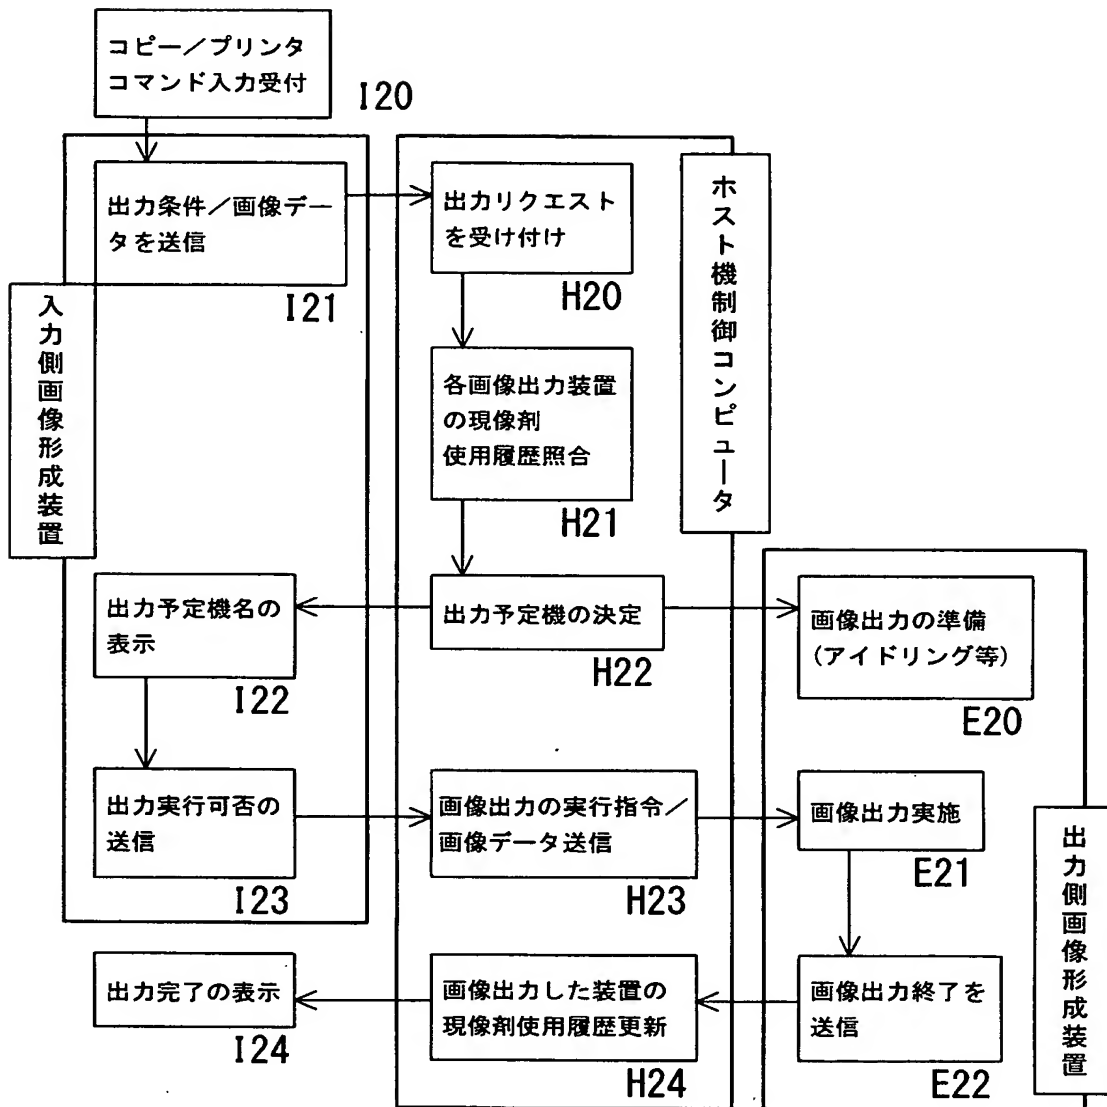 コピー／プリンタ
コマンド入力受付
I20
出力条件／画像デー
タを送信
I21
入力側画像形成装置
出力リクエスト
を受け付け
H20
ホスト機制御コンピュータ
各画像出力装置
の現像剤
使用履歴照合
H21
出力予定機名の
表示
I22
出力予定機の決定
H22
画像出力の準備
(アイドリング等)
E20
出力実行可否の
送信
I23
画像出力の実行指令／
画像データ送信
H23
画像出力実施
E21
出力側画像形成装置
出力完了の表示
I24
画像出力した装置の
現像剤使用履歴更新
H24
画像出力終了を
送信
E22